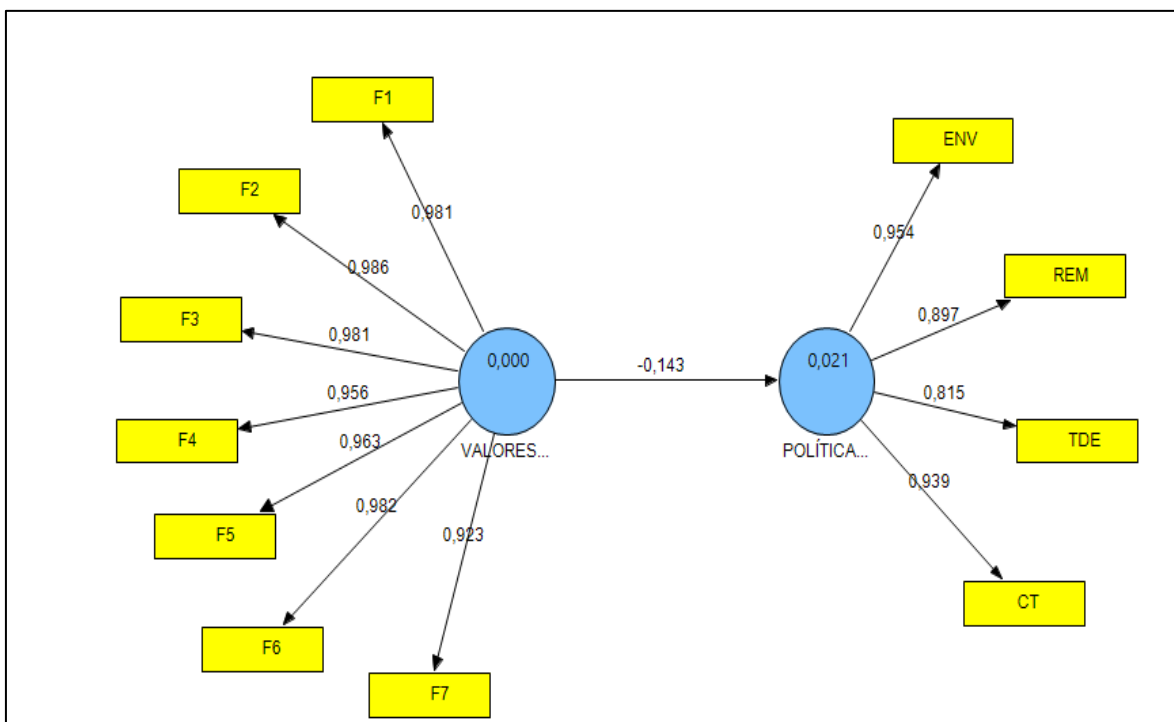 F1
ENV
F2
0,981
0,954
0,986
REM
F3
0,981
0,000
0,021
0,897
-0,143
0,956
0,815
F4
0,963
VALORES...
POLÍTICA...
TDE
0,982
0,923
0,939
F5
CT
F6
F7